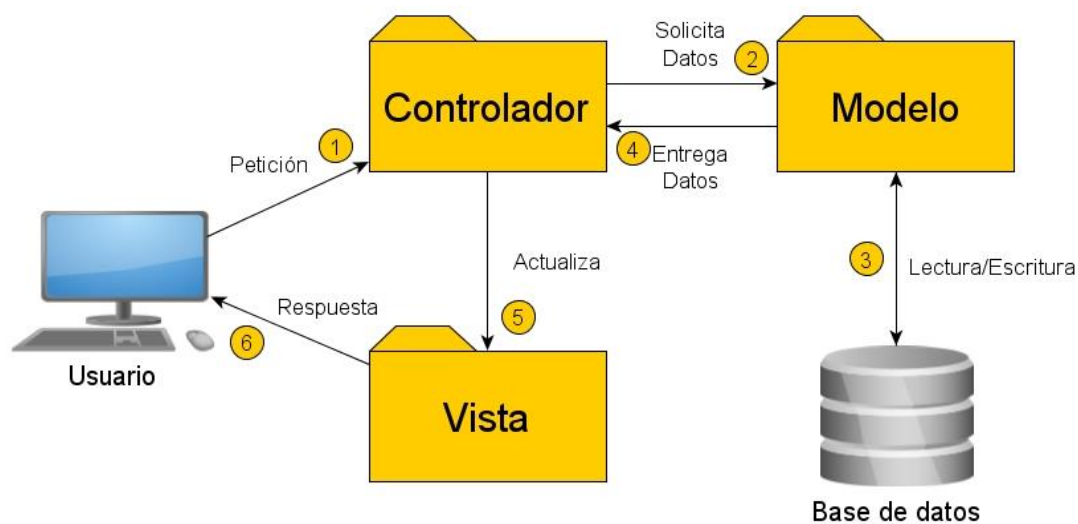 Solicita
Datos
2
Controlador
Modelo
1
Petición
4
Entrega
Datos
3
Lectura/Escritura
Actualiza
5
Respuesta
6
Usuario
Vista
Base de datos